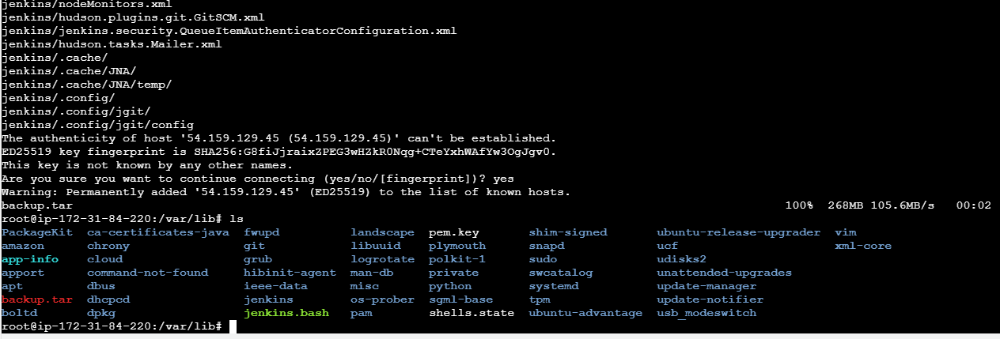 jenkins/nodeMonitors.xml
jenkins/hudson.plugins.git.GitSCM.xml
jenkins/jenkins.security.QueueItemAuthenticatorConfiguration.xml
jenkins/hudson.tasks.Mailer.xml
jenkins/.cache/
jenkins/.cache/JNA/
jenkins/.cache/JNA/temp/
jenkins/.config/
jenkins/.config/jgit/
jenkins/.config/jgit/config
The authenticity of host '54.159.129.45 (54.159.129.45)' can't be established.
ED25519 key fingerprint is SHA256:G8fiJjraixZPEG3wHZkR0Nqg+CTeYxhWAfYw3OgJgv0.
This key is not known by any other names.
Are you sure you want to continue connecting (yes/no/[fingerprint])? yes
Warning: Permanently added '54.159.129.45' (ED25519) to the list of known hosts.
backup.tar 100% 268MB 105.6MB/s 00:02
root@ip-172-31-84-220:/var/lib# ls
PackageKit ca-certificates-java fwupd landscape pem.key shim-signed ubuntu-release-upgrader vim
amazon chrony git libuuid plymouth snapd ucf xml-core
app-info cloud grub logrotate polkit-1 sudo udisks2
apport command-not-found hibinit-agent man-db private swcatalog unattended-upgrades
apt dbus ieee-data misc python systemd update-manager
backup.tar dhcpcd jenkins os-prober sgml-base tpm update-notifier
boltd dpkg jenkins.bash pam shells.state ubuntu-advantage usb_modeswitch
root@ip-172-31-84-220:/var/lib#